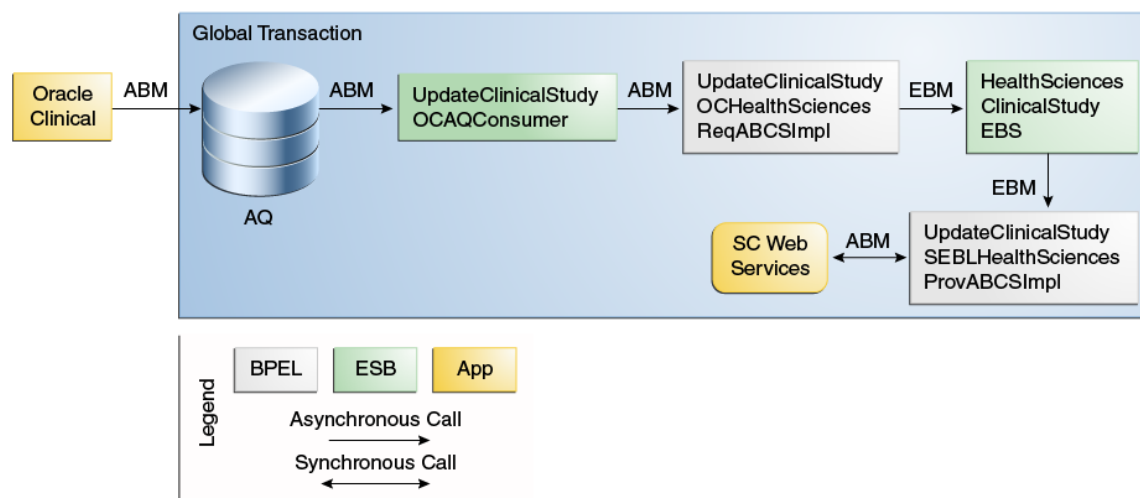 Global Transaction
Oracle
Clinical
ABM
AQ
ABM
UpdateClinicalStudy
OCAQConsumer
ABM
UpdateClinicalStudy
OCHealthSciences
ReqABCSImpl
EBM
HealthSciences
ClinicalStudy
EBS
EBM
UpdateClinicalStudy
SEBLHealthSciences
ProvABCSImpl
ABM
SC Web
Services
Legend
BPEL
ESB
App
Asynchronous Call
Synchronous Call